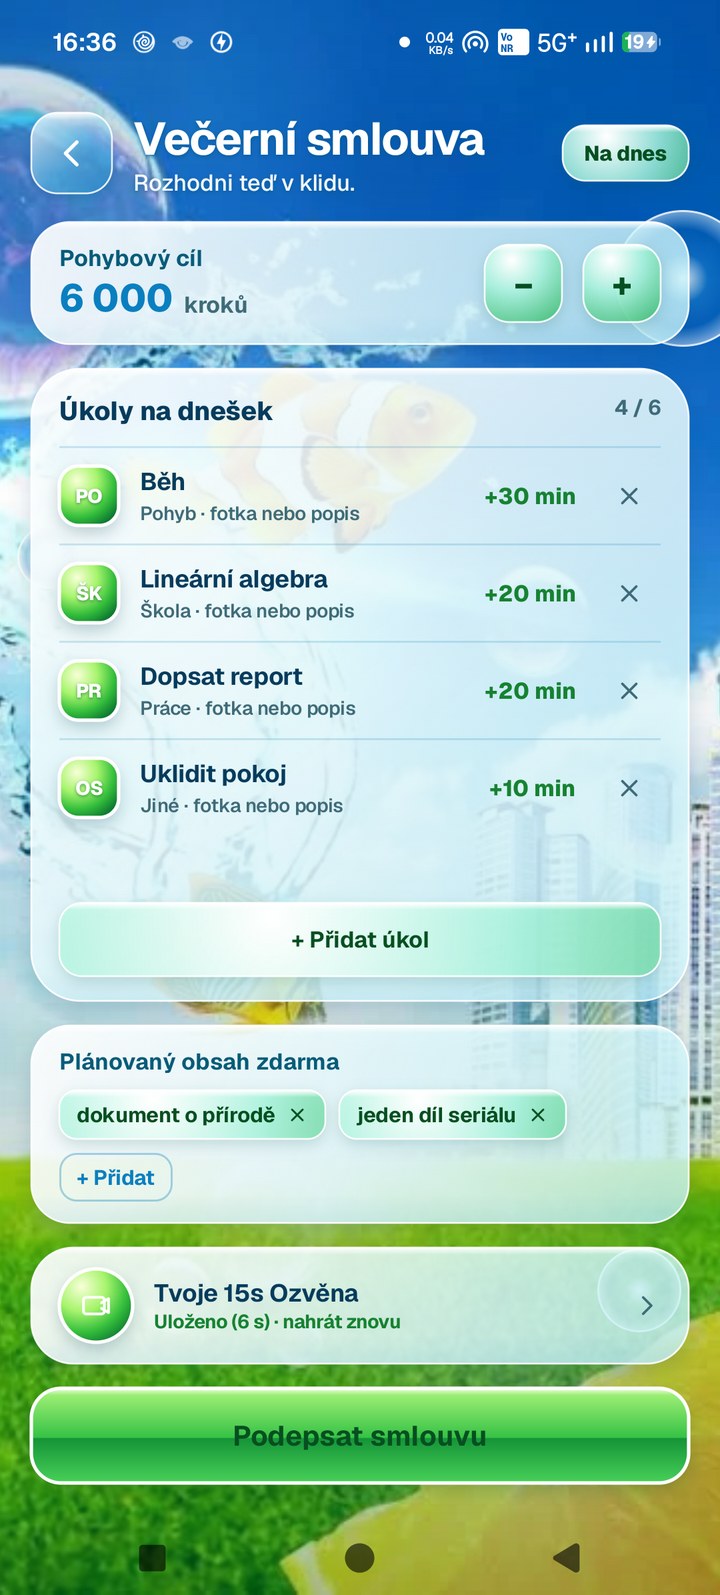 16:36
0.04 KB/s
Vo NR
5G+
19
Večerní smlouva
Na dnes
Rozhodni teď v klidu.
Pohybový cíl
6 000 kroků
−
+
Úkoly na dnešek
4 / 6
PO
Běh
Pohyb · fotka nebo popis
+30 min
ŠK
Lineární algebra
Škola · fotka nebo popis
+20 min
PR
Dopsat report
Práce · fotka nebo popis
+20 min
OS
Uklidit pokoj
Jiné · fotka nebo popis
+10 min
+ Přidat úkol
Plánovaný obsah zdarma
dokument o přírodě ×
jeden díl seriálu ×
+ Přidat
Tvoje 15s Ozvěna
Uloženo (6 s) · nahrát znovu
Podepsat smlouvu